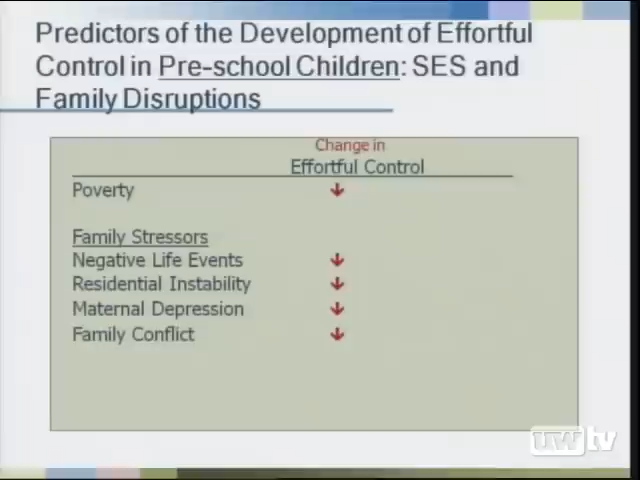 Predictors of the Development of Effortful
Control in Pre-school Children: SES and
Family Disruptions
Change in
Effortful Control
Poverty ↓
Family Stressors
Negative Life Events ↓
Residential Instability ↓
Maternal Depression ↓
Family Conflict ↓
uwtv